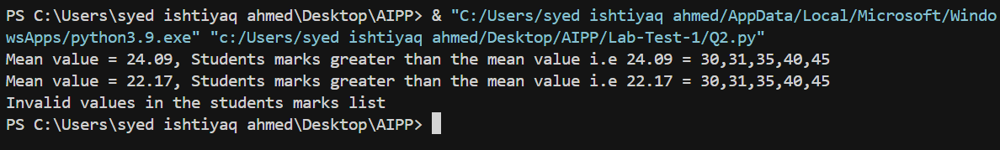 PS C:\Users\syed ishtiyaq ahmed\Desktop\AIPP> & "C:/Users/syed ishtiyaq ahmed/AppData/Local/Microsoft/Windo
wsApps/python3.9.exe" "c:/Users/syed ishtiyaq ahmed/Desktop/AIPP/Lab-Test-1/Q2.py"
Mean value = 24.09, Students marks greater than the mean value i.e 24.09 = 30,31,35,40,45
Mean value = 22.17, Students marks greater than the mean value i.e 22.17 = 30,31,35,40,45
Invalid values in the students marks list
PS C:\Users\syed ishtiyaq ahmed\Desktop\AIPP>